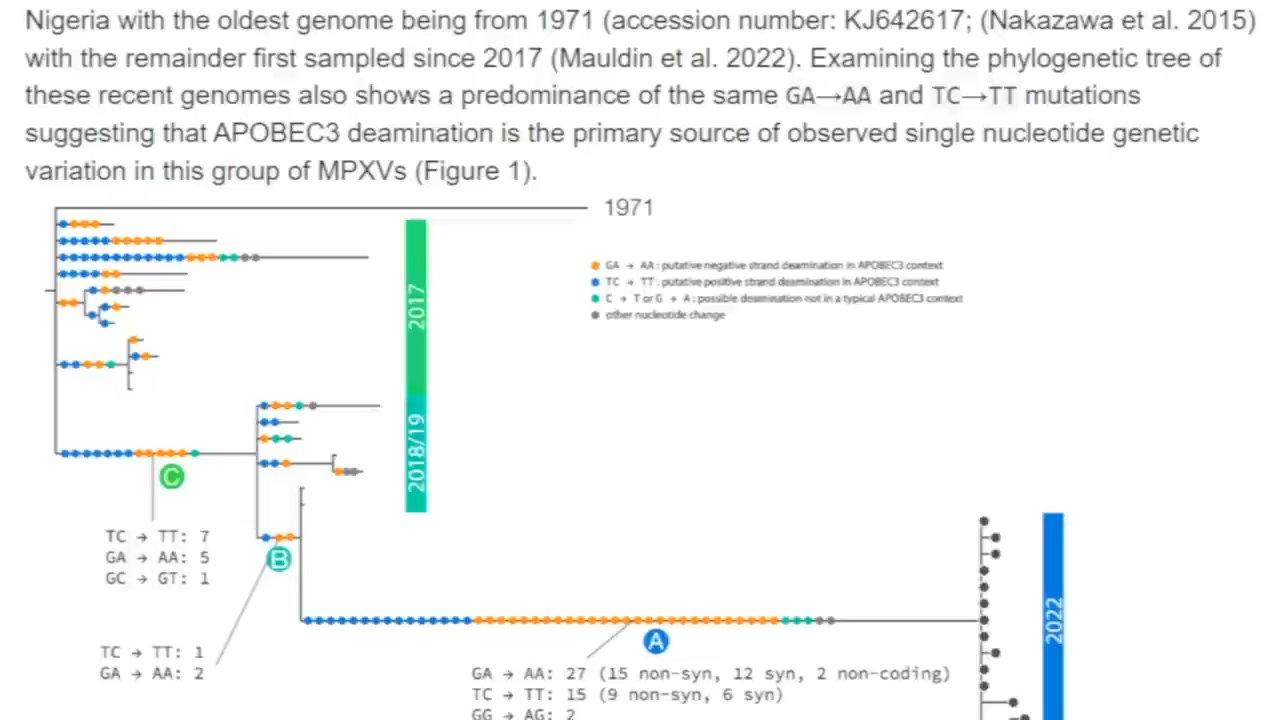 Nigeria with the oldest genome being from 1971 (accession number: KJ642617; (Nakazawa et al. 2015)
with the remainder first sampled since 2017 (Mauldin et al. 2022). Examining the phylogenetic tree of
these recent genomes also shows a predominance of the same GA→AA and TC→TT mutations
suggesting that APOBEC3 deamination is the primary source of observed single nucleotide genetic
variation in this group of MPXVs (Figure 1).
1971
GA → AA : putative negative strand deamination in APOBEC3 context
TC → TT : putative positive strand deamination in APOBEC3 context
C → T or G → A : possible deamination not in a typical APOBEC3 context
other nucleotide change
2017
2018/19
C
TC → TT: 7
GA → AA: 5
GC → GT: 1
B
TC → TT: 1
GA → AA: 2
2022
A
GA → AA: 27 (15 non-syn, 12 syn, 2 non-coding)
TC → TT: 15 (9 non-syn, 6 syn)
GG → AG: 2